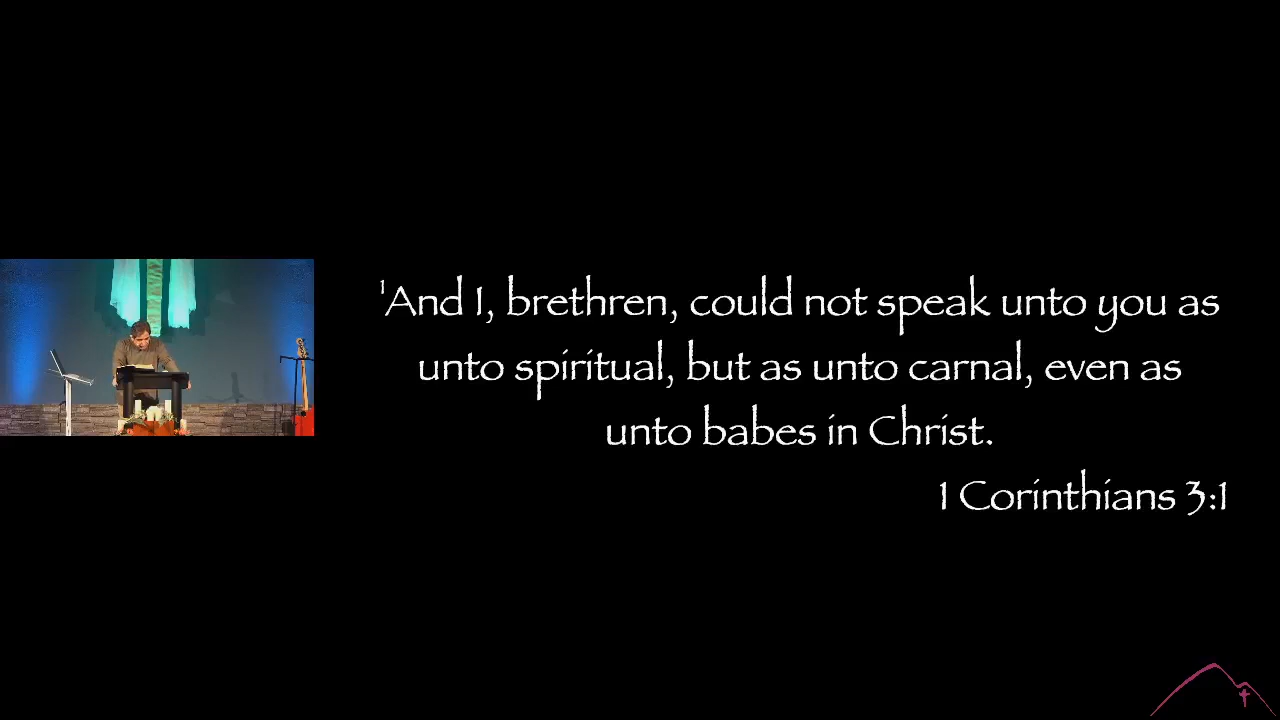 ¹And I, brethren, could not speak unto you as
unto spiritual, but as unto carnal, even as
unto babes in Christ.
1 Corinthians 3:1